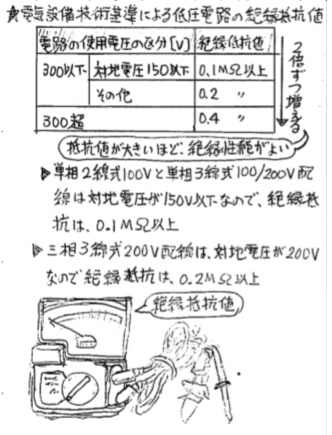 ★電気設備技術基準による低圧電路の絶縁抵抗値
電路の使用電圧の区分[V] 絶縁抵抗値
300以下 対地電圧150以下 0.1MΩ以上
その他 0.2 〃
300超 0.4 〃
2倍ずつ増える
抵抗値が大きいほど、絶縁性能がよい
▶単相2線式100Vと単相3線式100/200V配
線は対地電圧が150V以下なので、絶縁抵
抗は、0.1MΩ以上
▶三相3線式200V配線は、対地電圧が200V
なので絶縁抵抗は、0.2MΩ以上
絶縁抵抗値